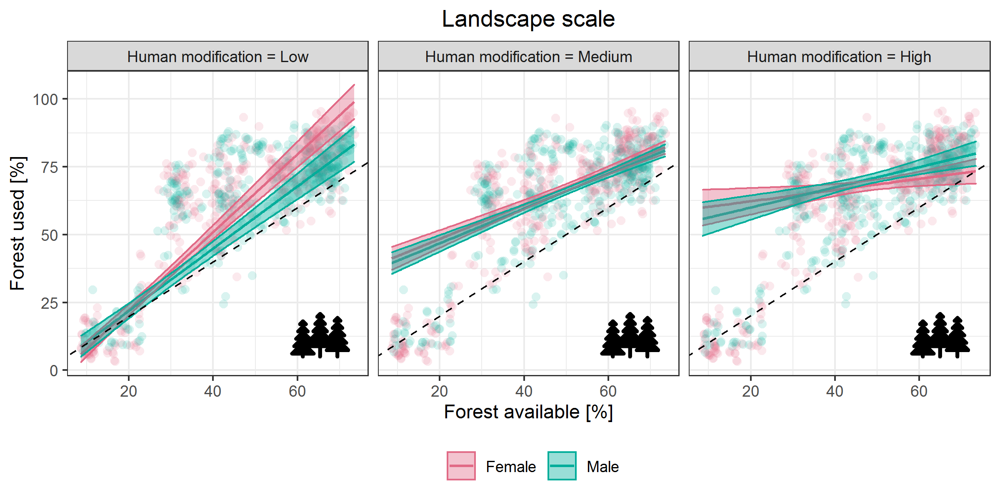 Landscape scale
Human modification = Low
Human modification = Medium
Human modification = High
Forest used [%]
100
75
50
25
0
20 40 60
20 40 60
20 40 60
Forest available [%]
Female Male